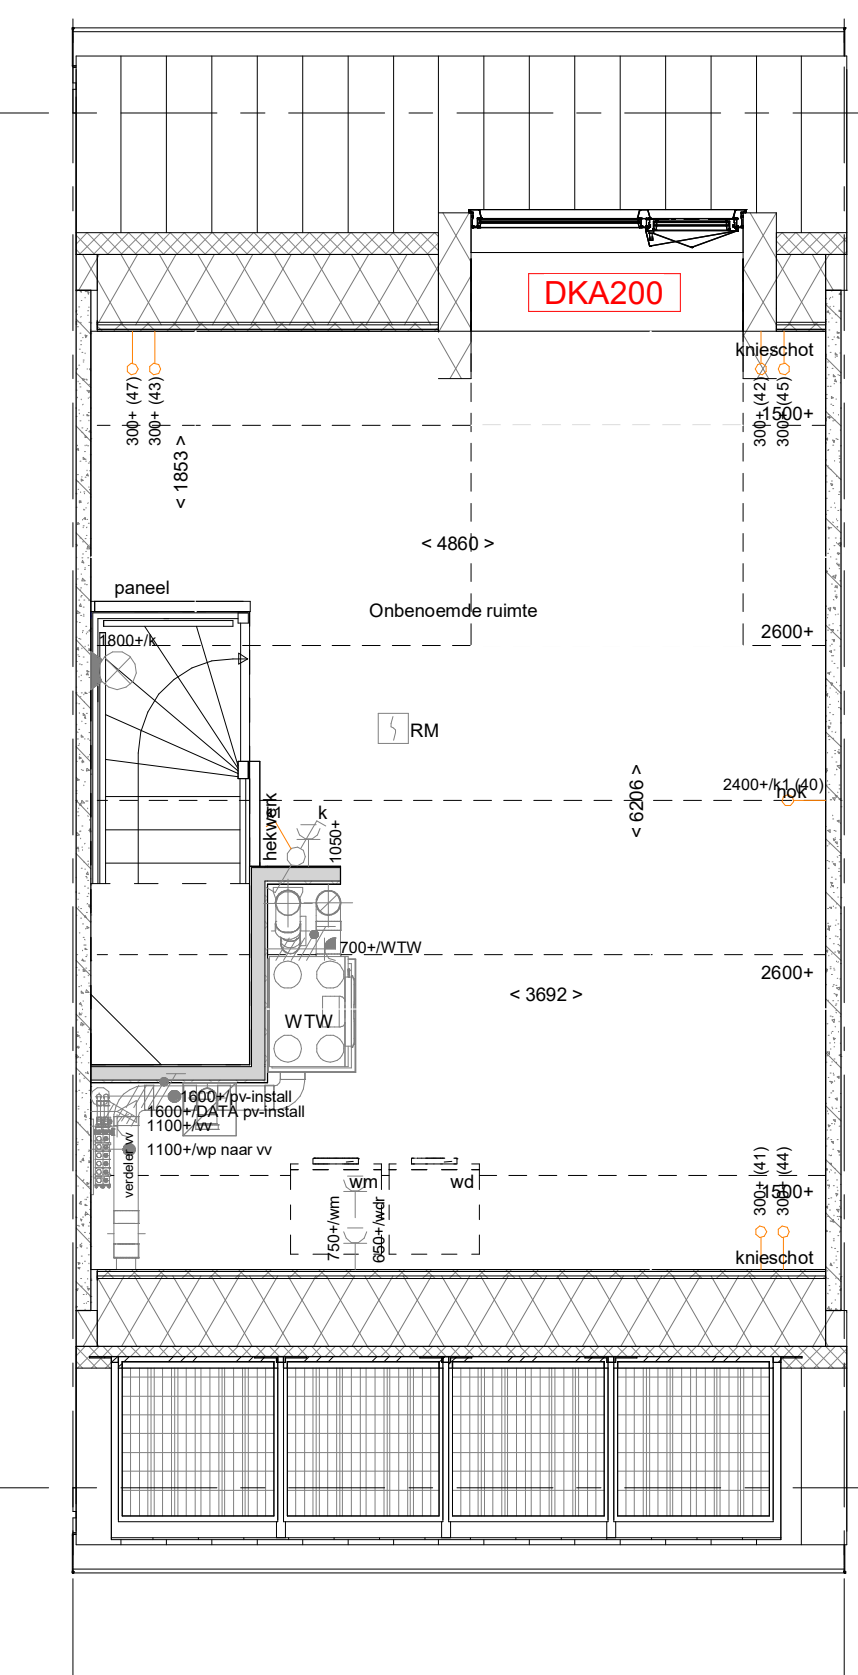 DKA200
knieschot
300+ (47)
300+ (43)
300+ (42)
300+ (45)
1500+
< 1853 >
< 4860 >
paneel
Onbenoemde ruimte
2600+
1800+/k
RM
2400+/k1 (40)
nok
< 6206 >
hekwerk
k
1050+
700+/WTW
2600+
< 3692 >
WTW
1600+/pv-install
1600+/DATA pv-install
1100+/vv
1100+/wp naar vv
verdeler vv
wm
wd
750+/wm
650+/wdr
300+ (41)
300+ (44)
1500+
knieschot